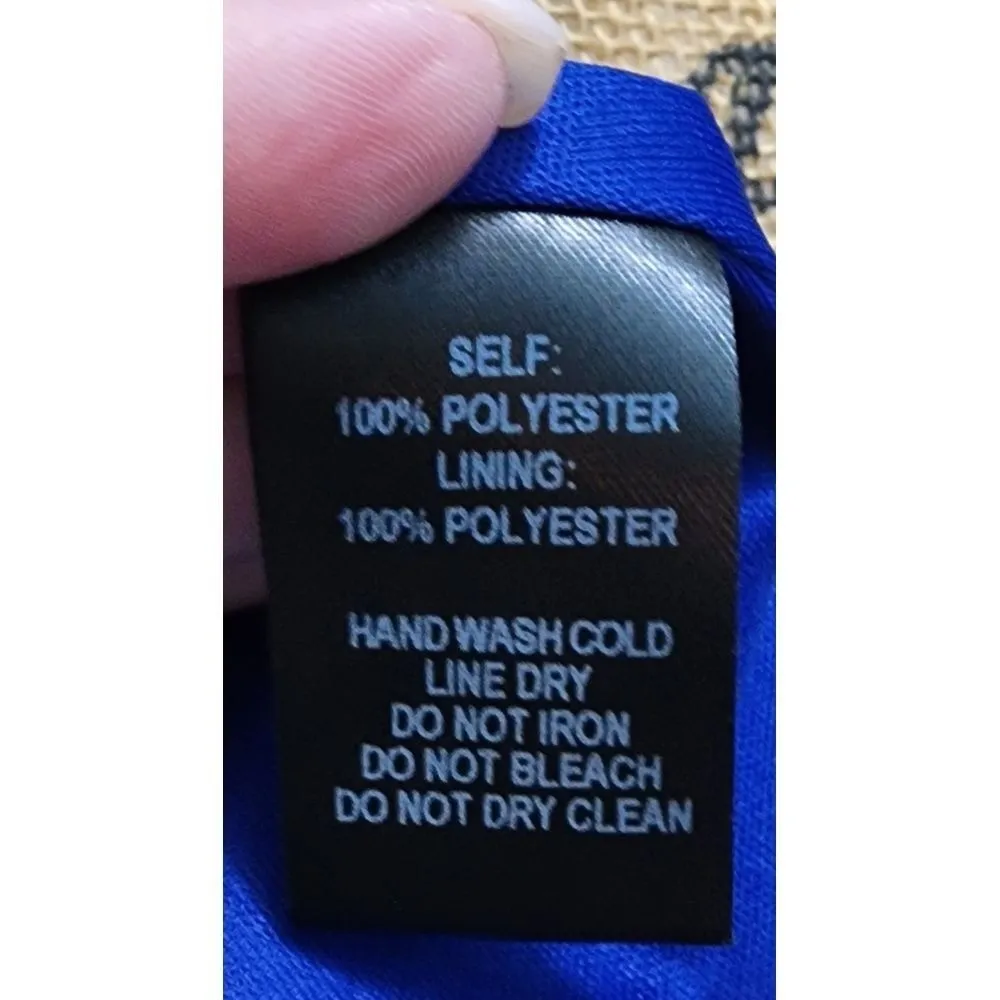 SELF:
100% POLYESTER
LINING:
100% POLYESTER
HAND WASH COLD
LINE DRY
DO NOT IRON
DO NOT BLEACH
DO NOT DRY CLEAN